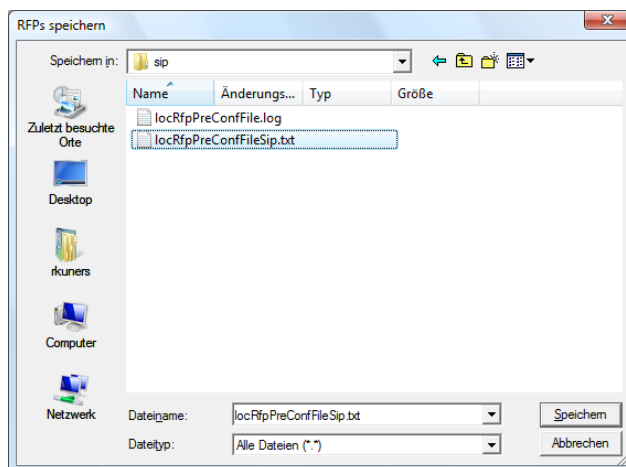 RFPs speichern
Speichern in:
sip
Name Änderungs... Typ Größe
locRfpPreConfFile.log
locRfpPreConfFileSip.txt
Zuletzt besuchte
Orte
Desktop
rkuners
Computer
Netzwerk
Dateiname: locRfpPreConfFileSip.txt Speichern
Dateityp: Alle Dateien (*.*) Abbrechen